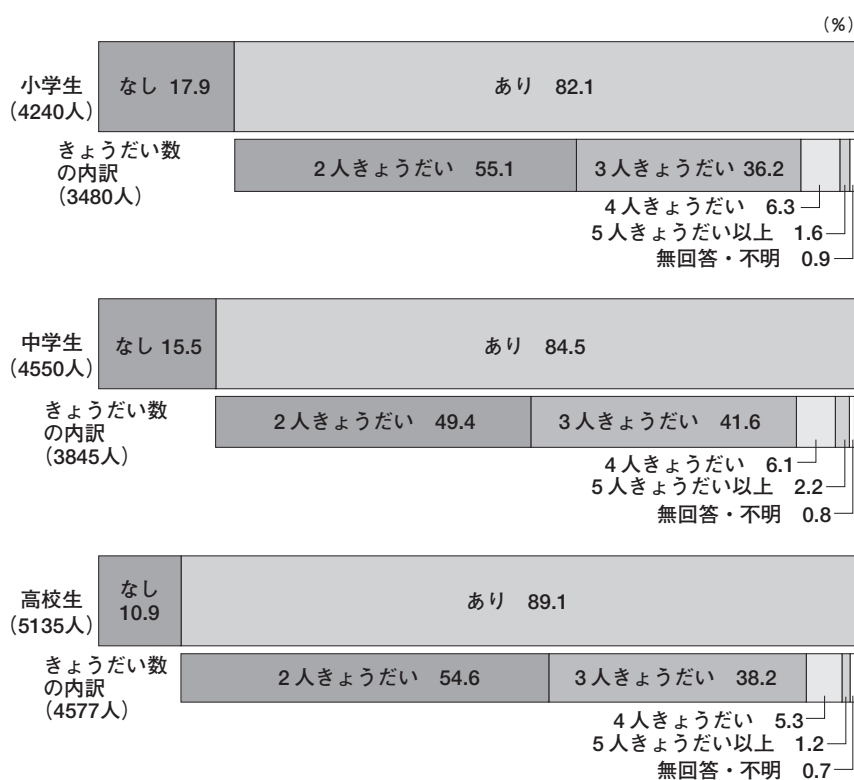 (%)
小学生
(4240人)
なし 17.9
あり 82.1
きょうだい数
の内訳
(3480人)
2人きょうだい 55.1
3人きょうだい 36.2
4人きょうだい 6.3
5人きょうだい以上 1.6
無回答・不明 0.9
中学生
(4550人)
なし 15.5
あり 84.5
きょうだい数
の内訳
(3845人)
2人きょうだい 49.4
3人きょうだい 41.6
4人きょうだい 6.1
5人きょうだい以上 2.2
無回答・不明 0.8
高校生
(5135人)
なし
10.9
あり 89.1
きょうだい数
の内訳
(4577人)
2人きょうだい 54.6
3人きょうだい 38.2
4人きょうだい 5.3
5人きょうだい以上 1.2
無回答・不明 0.7